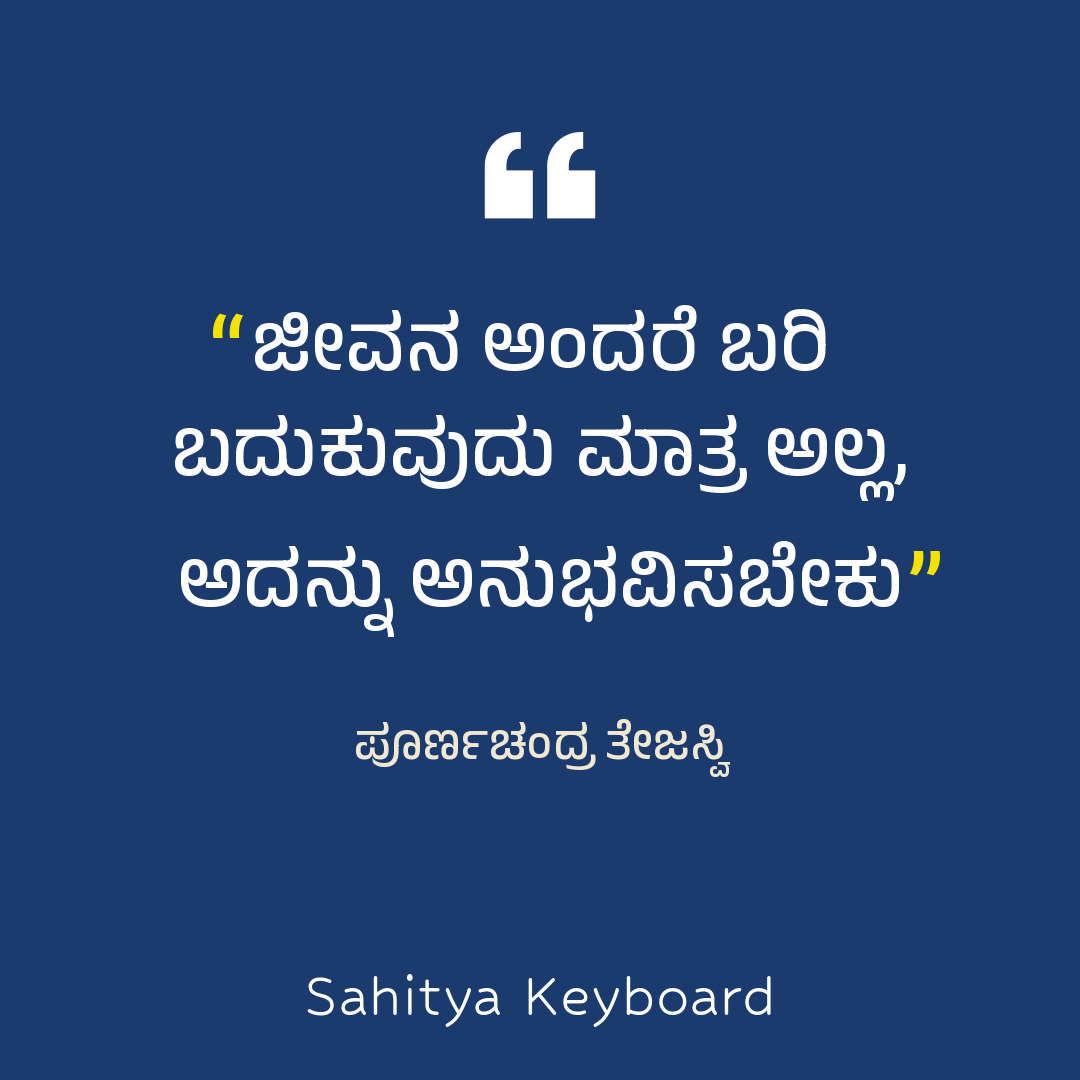 “ಜೀವನ ಅಂದರೆ ಬರಿ
ಬದುಕುವುದು ಮಾತ್ರ ಅಲ್ಲ,
ಅದನ್ನು ಅನುಭವಿಸಬೇಕು”
ಪೂರ್ಣಚಂದ್ರ ತೇಜಸ್ವಿ
Sahitya Keyboard